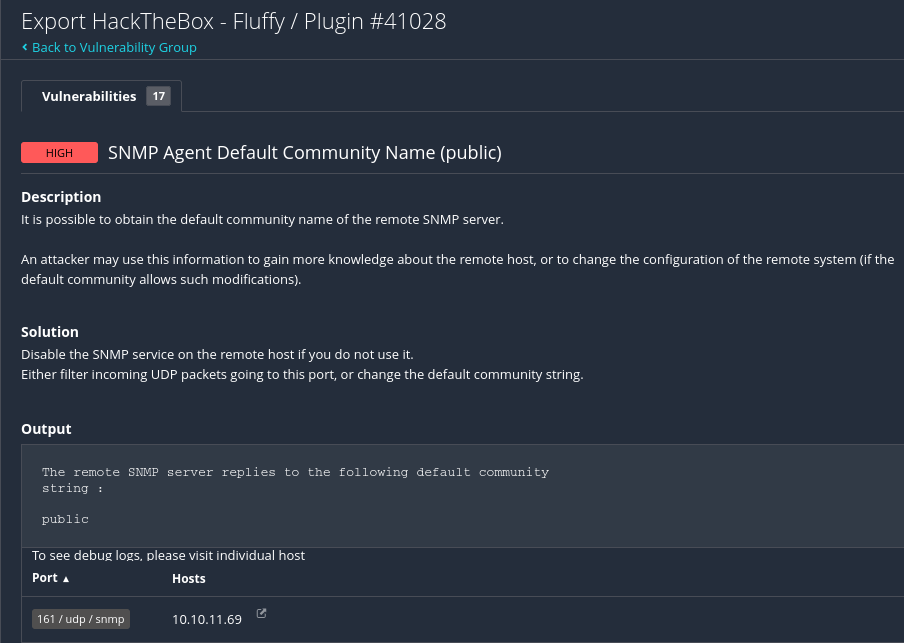 Export HackTheBox - Fluffy / Plugin #41028
Back to Vulnerability Group
Vulnerabilities 17
HIGH SNMP Agent Default Community Name (public)
Description
It is possible to obtain the default community name of the remote SNMP server.
An attacker may use this information to gain more knowledge about the remote host, or to change the configuration of the remote system (if the
default community allows such modifications).
Solution
Disable the SNMP service on the remote host if you do not use it.
Either filter incoming UDP packets going to this port, or change the default community string.
Output
The remote SNMP server replies to the following default community
string :
public
To see debug logs, please visit individual host
Port ▲ Hosts
161 / udp / snmp 10.10.11.69